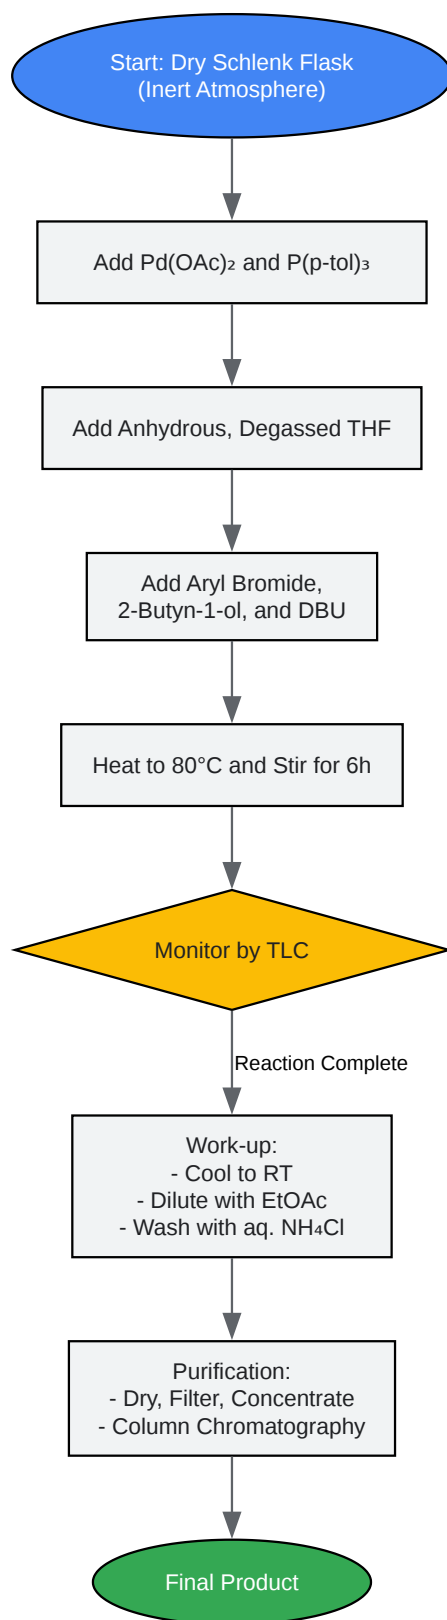 Start: Dry Schlenk Flask
(Inert Atmosphere)
Add Pd(OAc)₂ and P(p-tol)₃
Add Anhydrous, Degassed THF
Add Aryl Bromide,
2-Butyn-1-ol, and DBU
Heat to 80°C and Stir for 6h
Monitor by TLC
Reaction Complete
Work-up:
- Cool to RT
- Dilute with EtOAc
- Wash with aq. NH₄Cl
Purification:
- Dry, Filter, Concentrate
- Column Chromatography
Final Product